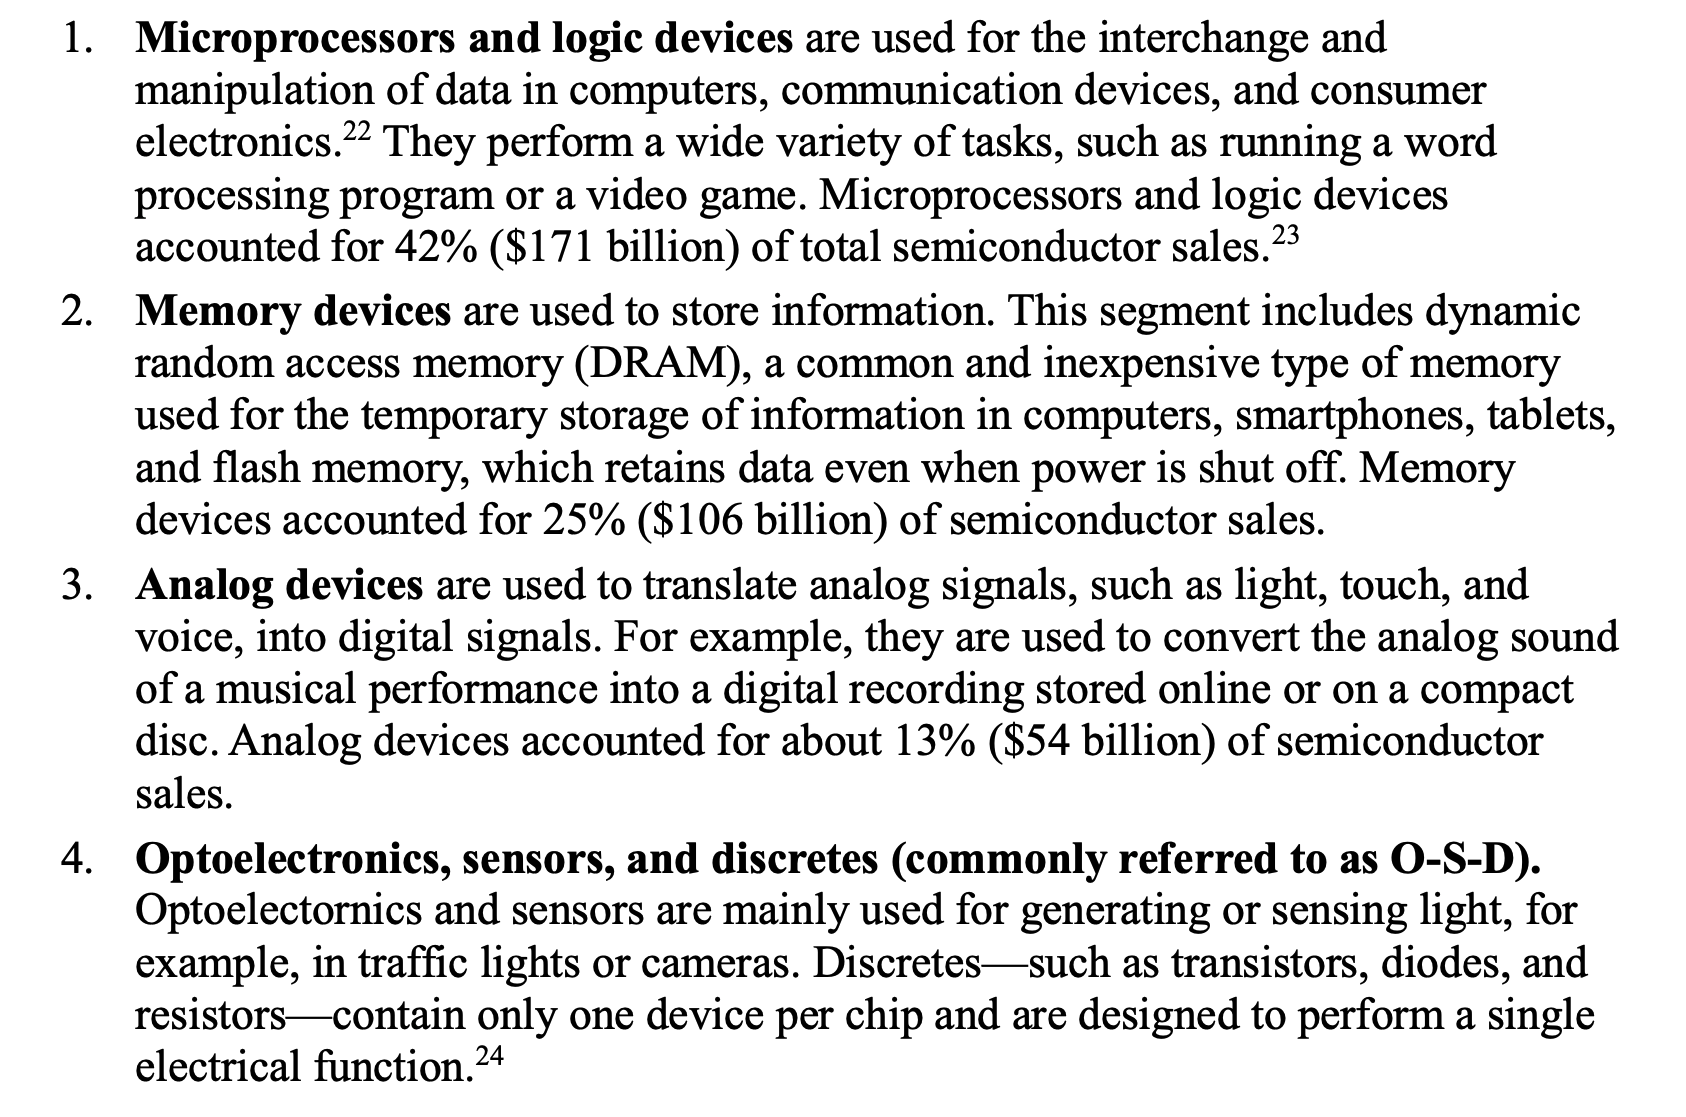 1. Microprocessors and logic devices are used for the interchange and
manipulation of data in computers, communication devices, and consumer
electronics.22 They perform a wide variety of tasks, such as running a word
processing program or a video game. Microprocessors and logic devices
accounted for 42% ($171 billion) of total semiconductor sales.23
2. Memory devices are used to store information. This segment includes dynamic
random access memory (DRAM), a common and inexpensive type of memory
used for the temporary storage of information in computers, smartphones, tablets,
and flash memory, which retains data even when power is shut off. Memory
devices accounted for 25% ($106 billion) of semiconductor sales.
3. Analog devices are used to translate analog signals, such as light, touch, and
voice, into digital signals. For example, they are used to convert the analog sound
of a musical performance into a digital recording stored online or on a compact
disc. Analog devices accounted for about 13% ($54 billion) of semiconductor
sales.
4. Optoelectronics, sensors, and discretes (commonly referred to as O-S-D).
Optoelectornics and sensors are mainly used for generating or sensing light, for
example, in traffic lights or cameras. Discretes—such as transistors, diodes, and
resistors—contain only one device per chip and are designed to perform a single
electrical function.24